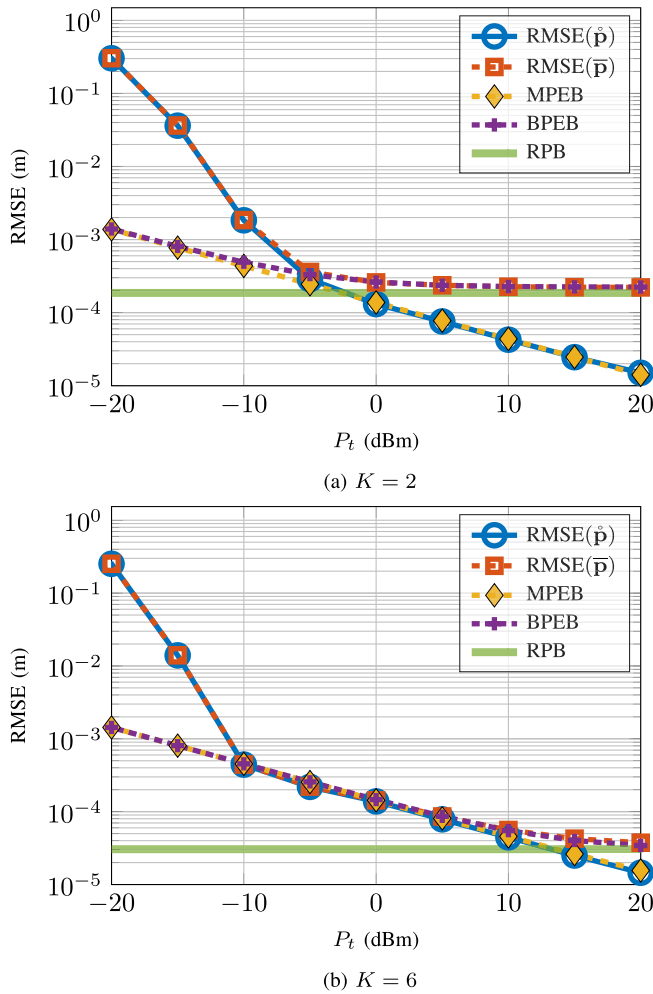 10^0
10^-1
10^-2
10^-3
10^-4
10^-5
RMSE (m)
RMSE(p̊)
RMSE(p̅)
MPEB
BPEB
RPB
−20 −10 0 10 20
P_t (dBm)
(a) K = 2
10^0
10^-1
10^-2
10^-3
10^-4
10^-5
RMSE (m)
RMSE(p̊)
RMSE(p̅)
MPEB
BPEB
RPB
−20 −10 0 10 20
P_t (dBm)
(b) K = 6